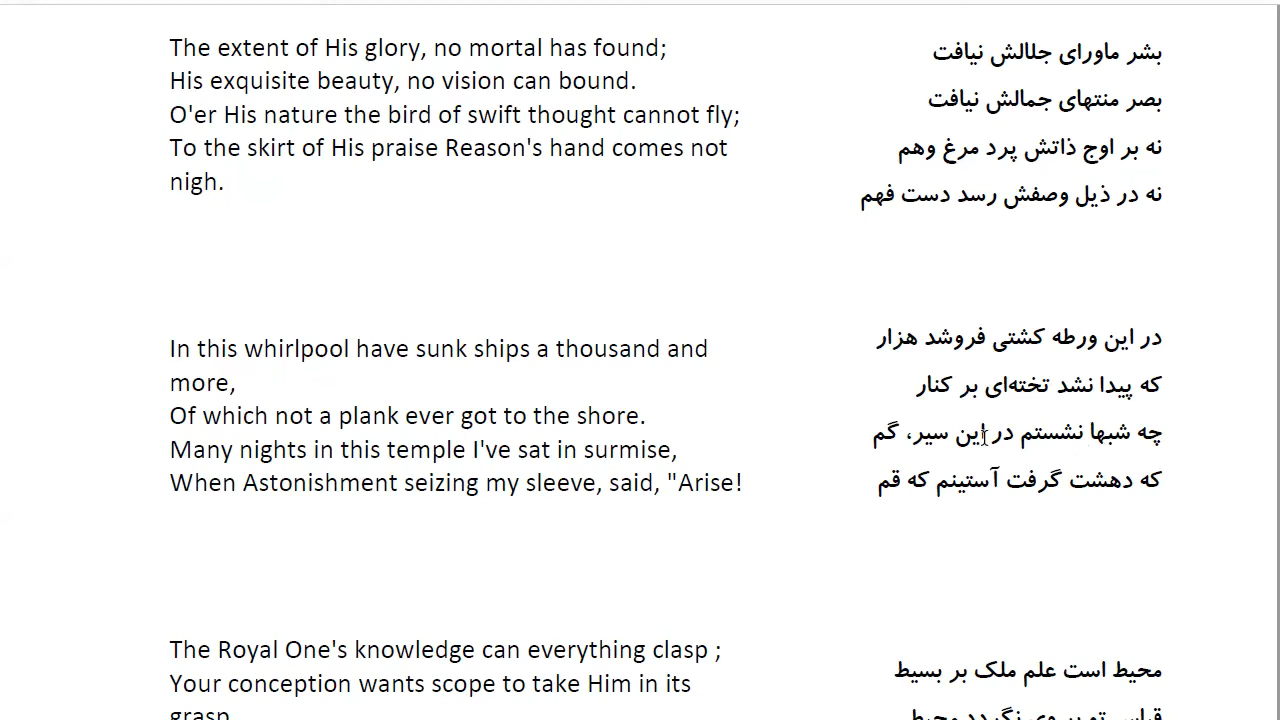 The extent of His glory, no mortal has found;
His exquisite beauty, no vision can bound.
O'er His nature the bird of swift thought cannot fly;
To the skirt of His praise Reason's hand comes not
nigh.
بشر ماورای جلالش نیافت
بصر منتهای جمالش نیافت
نه بر اوج ذاتش پرد مرغ وهم
نه در ذیل وصفش رسد دست فهم
In this whirlpool have sunk ships a thousand and
more,
Of which not a plank ever got to the shore.
Many nights in this temple I've sat in surmise,
When Astonishment seizing my sleeve, said, "Arise!
در این ورطه کشتی فروشد هزار
که پیدا نشد تخته‌ای بر کنار
چه شبها نشستم در این سیر، گم
که دهشت گرفت آستینم که قم
The Royal One's knowledge can everything clasp ;
Your conception wants scope to take Him in its
grasp
محیط است علم ملک بر بسیط
قیاس تو بر وی نگردد محیط